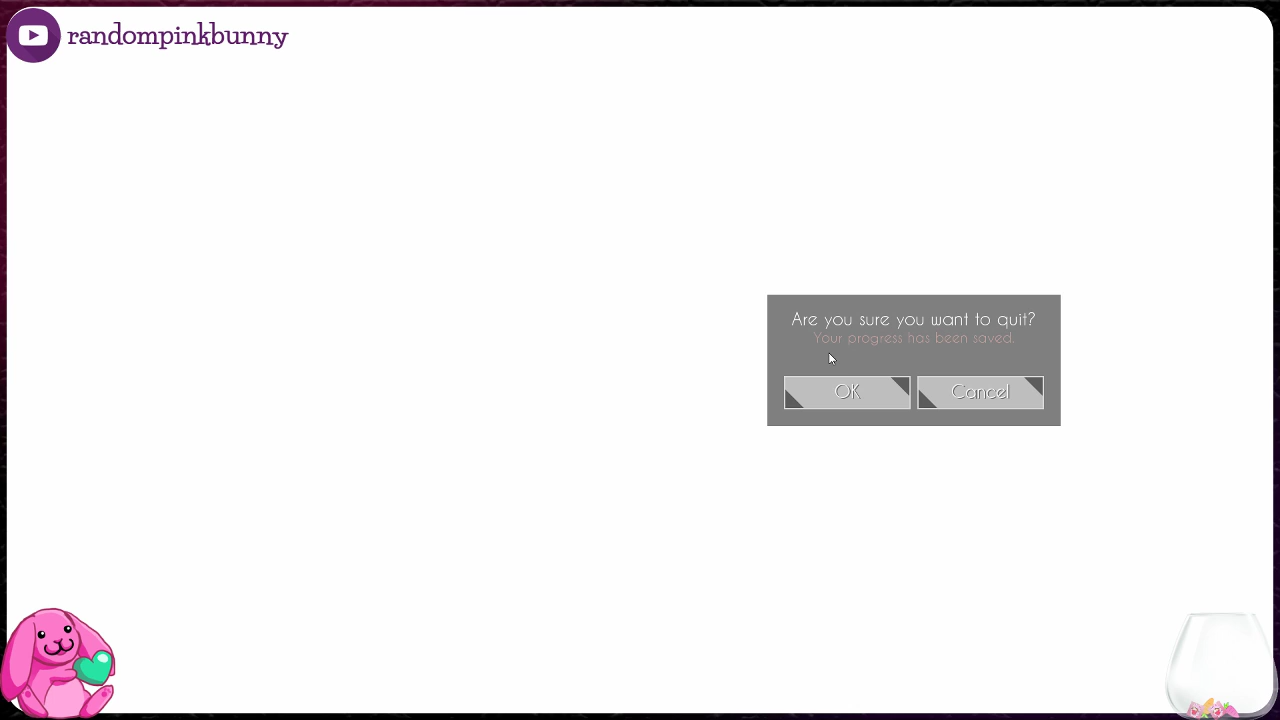 randompinkbunny
Are you sure you want to quit?
Your progress has been saved.
OK
Cancel